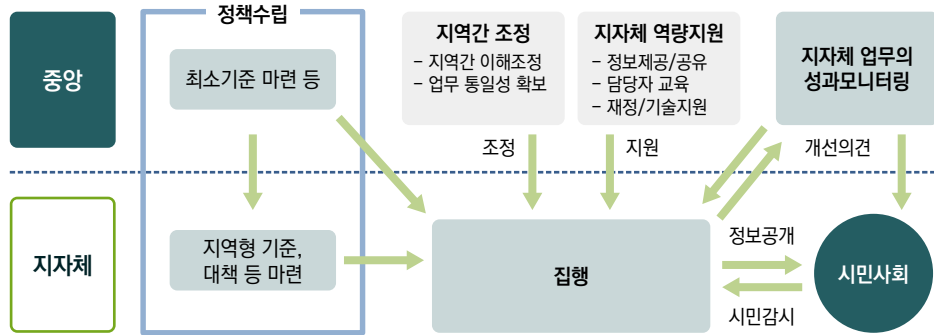 정책수립
중앙
최소기준 마련 등
지역간 조정
– 지역간 이해조정
– 업무 통일성 확보
지자체 역량지원
– 정보제공/공유
– 담당자 교육
– 재정/기술지원
지자체 업무의
성과모니터링
조정
지원
개선의견
지자체
지역형 기준,
대책 등 마련
집행
정보공개
시민감시
시민사회